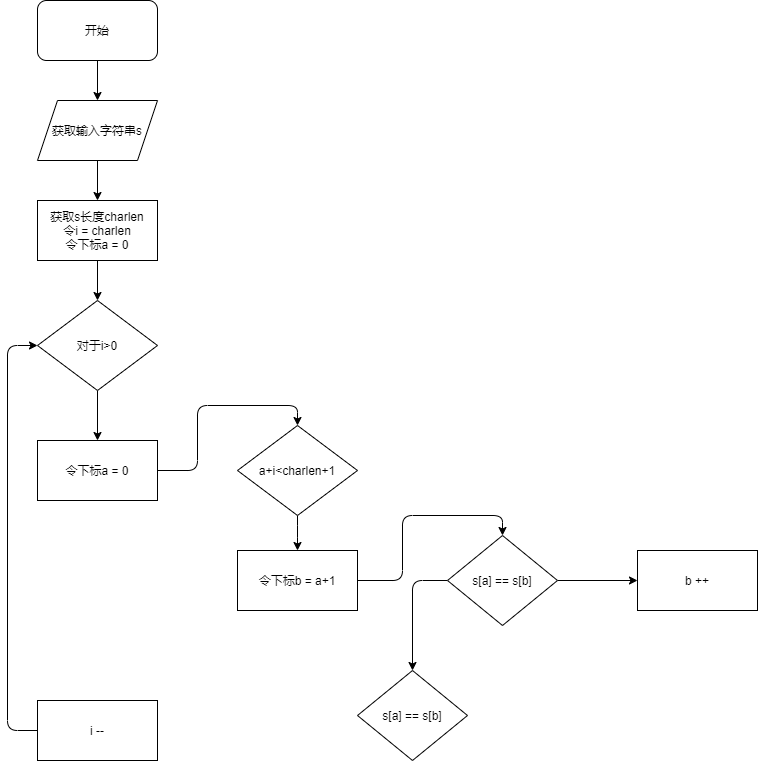 开始
获取输入字符串s
获取s长度charlen
令i = charlen
令下标a = 0
对于i>0
令下标a = 0
a+i<charlen+1
令下标b = a+1
s[a] == s[b]
b ++
s[a] == s[b]
i --